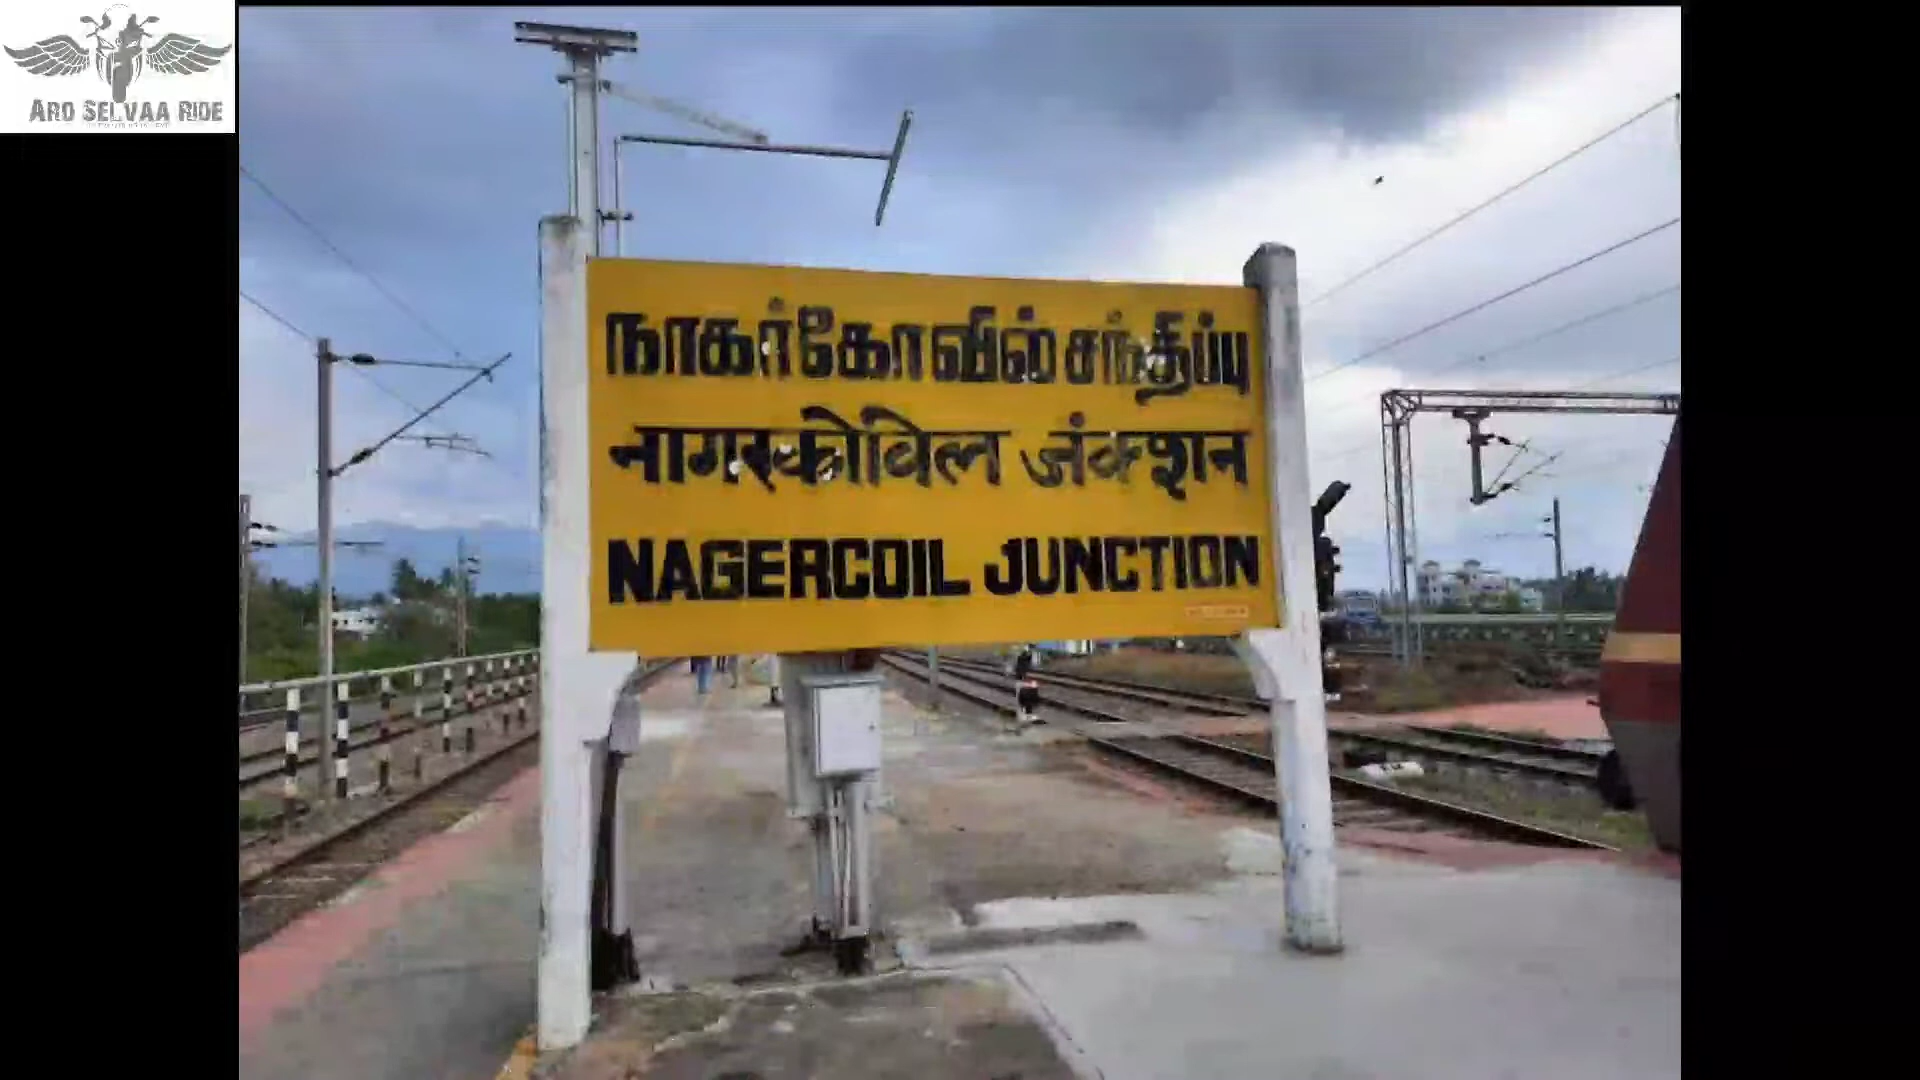 ARO SELVAA RIDE
நாகர்கோவில் சந்திப்பு
नागरकोविल जंक्शन
NAGERCOIL JUNCTION